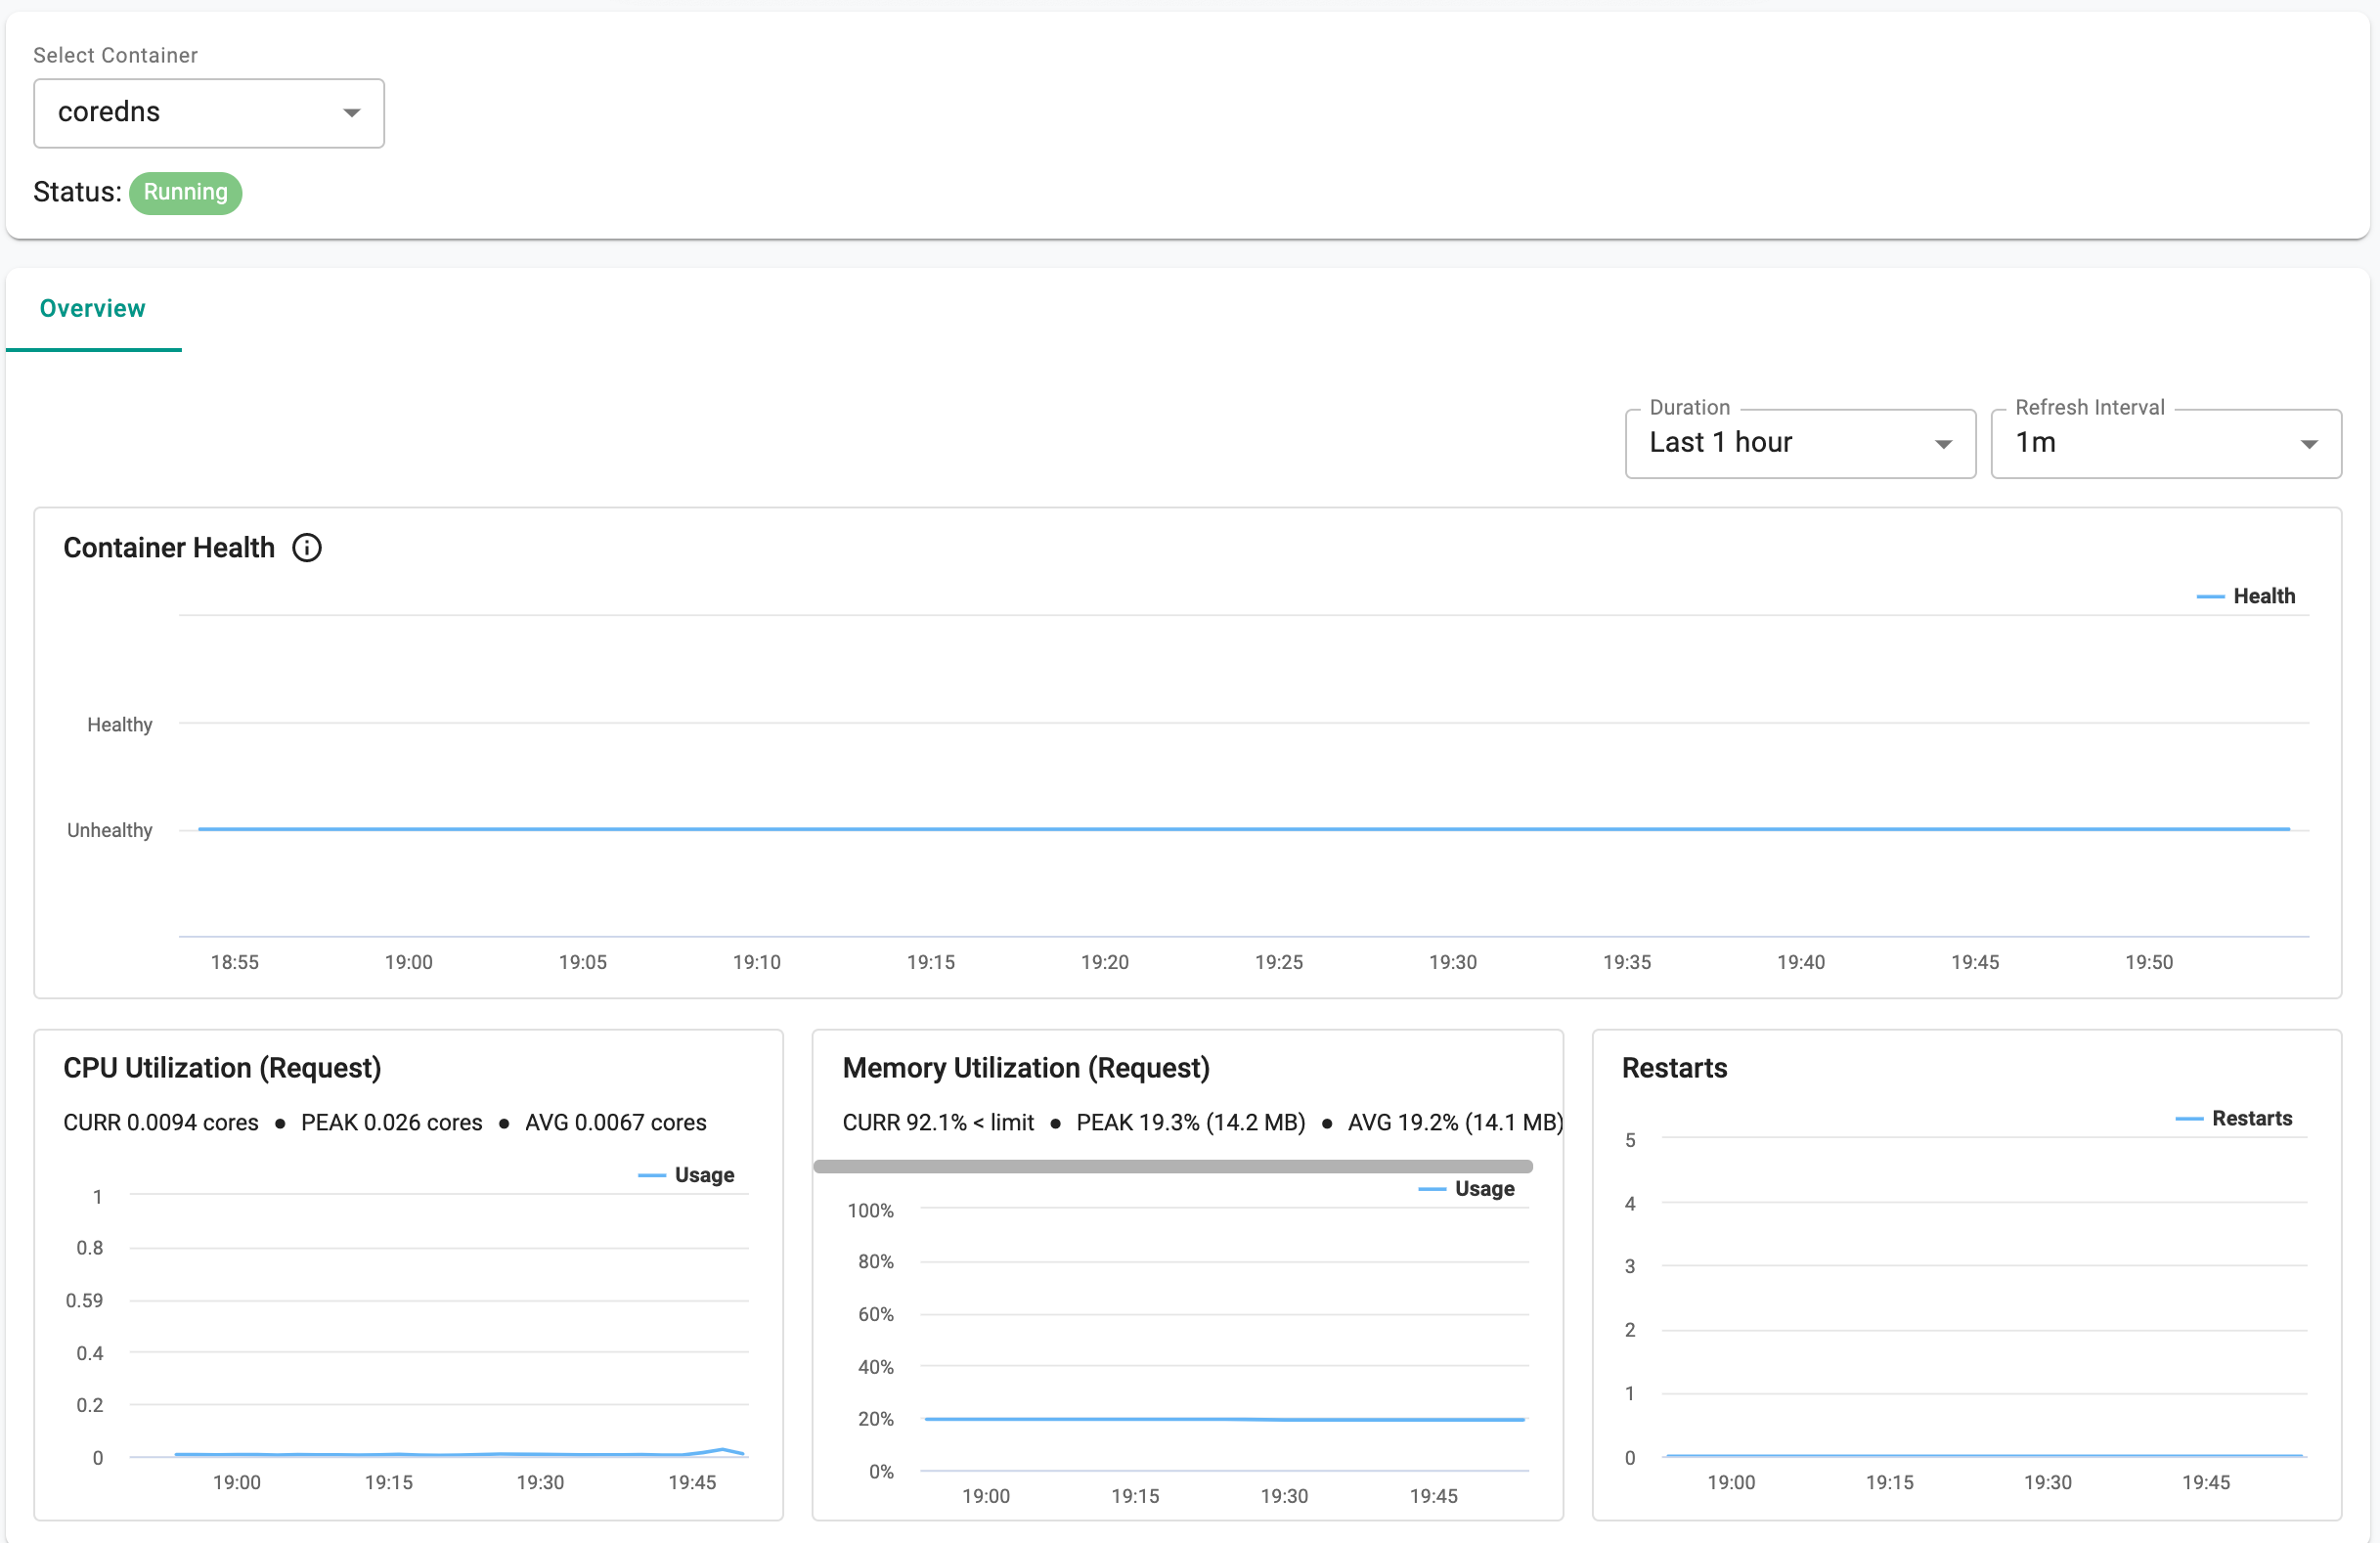 Select Container
coredns
Status: Running
Overview
Duration
Last 1 hour
Refresh Interval
1m
Container Health
Health
Healthy
Unhealthy
18:55 19:00 19:05 19:10 19:15 19:20 19:25 19:30 19:35 19:40 19:45 19:50
CPU Utilization (Request)
CURR 0.0094 cores ● PEAK 0.026 cores ● AVG 0.0067 cores
Usage
1
0.8
0.59
0.4
0.2
0
19:00 19:15 19:30 19:45
Memory Utilization (Request)
CURR 92.1% < limit ● PEAK 19.3% (14.2 MB) ● AVG 19.2% (14.1 MB)
Usage
100%
80%
60%
40%
20%
0%
19:00 19:15 19:30 19:45
Restarts
Restarts
5
4
3
2
1
0
19:00 19:15 19:30 19:45